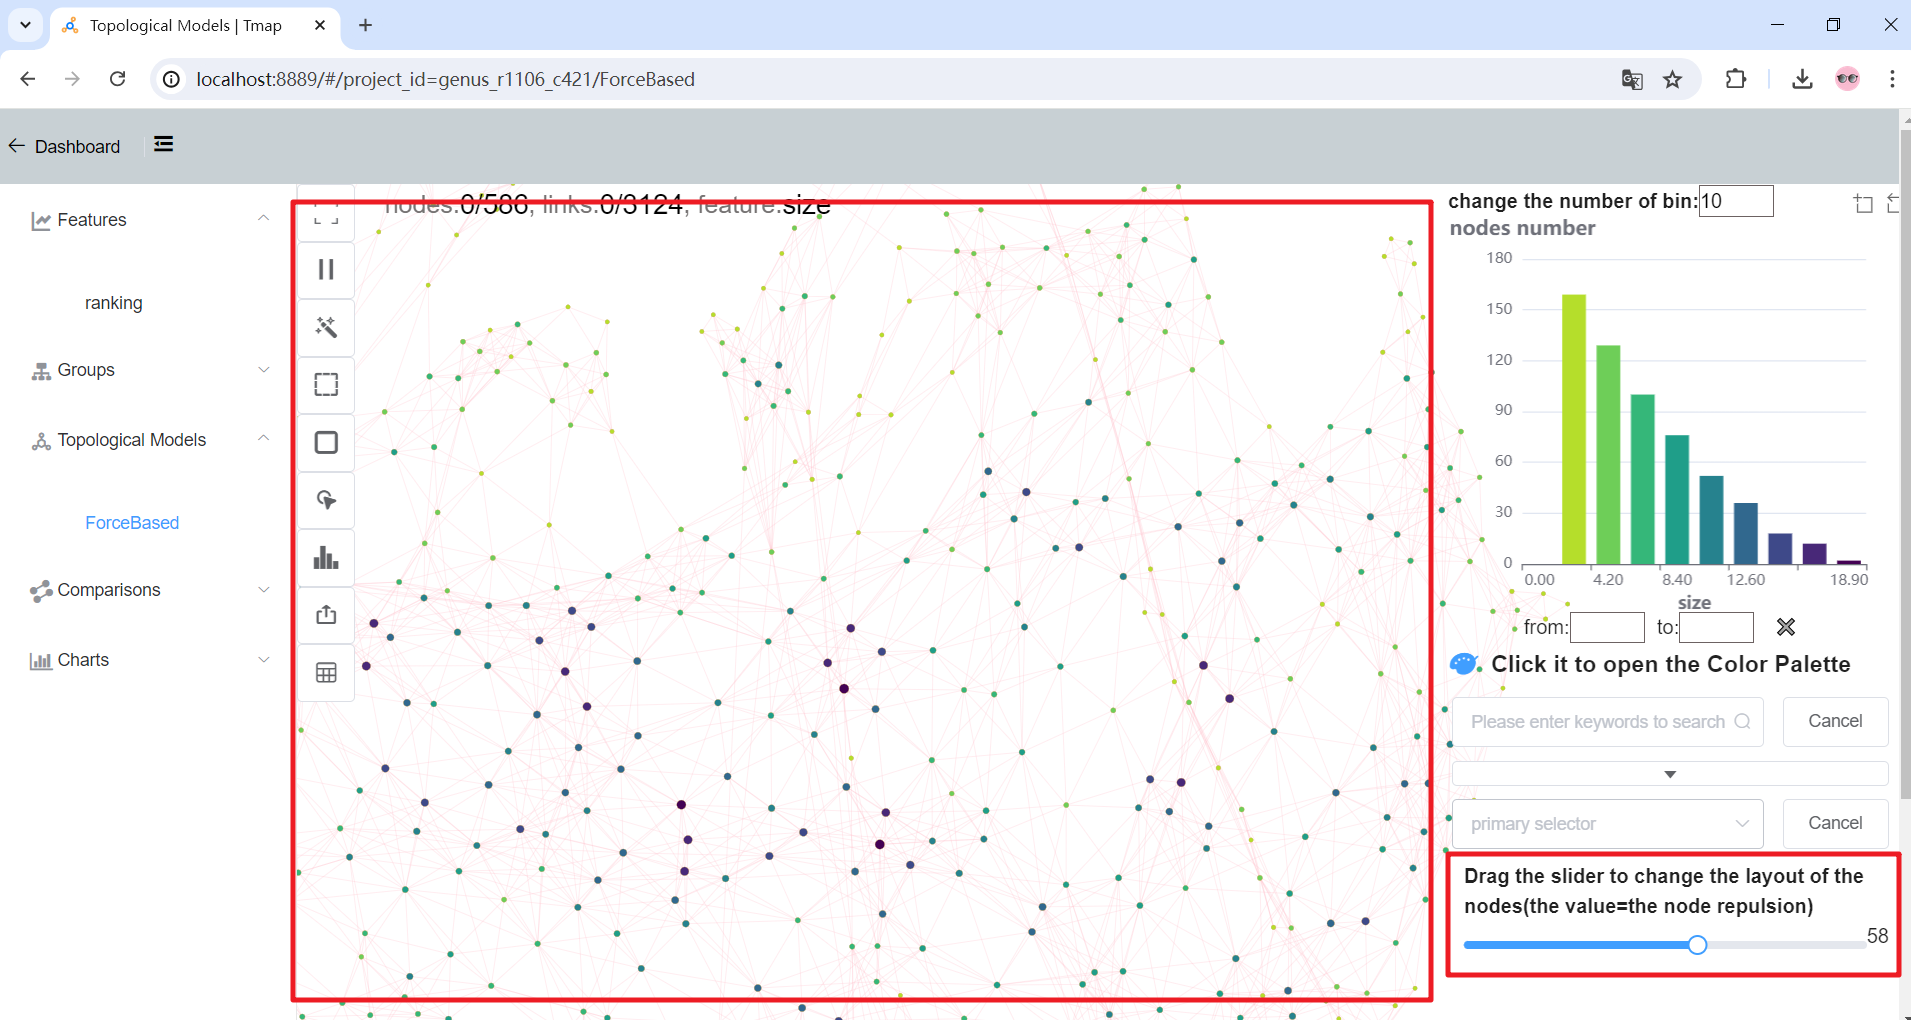 Topological Models | Tmap
localhost:8889/#/project_id=genus_r1106_c421/ForceBased
Dashboard
Features
ranking
Groups
Topological Models
ForceBased
Comparisons
Charts
nodes:0/586, links:0/3124, feature:size
change the number of bin:10
nodes number
180
150
120
90
60
30
0
0.00 4.20 8.40 12.60 18.90
size
from: to:
Click it to open the Color Palette
Please enter keywords to search Cancel
primary selector Cancel
Drag the slider to change the layout of the
nodes(the value=the node repulsion)
58